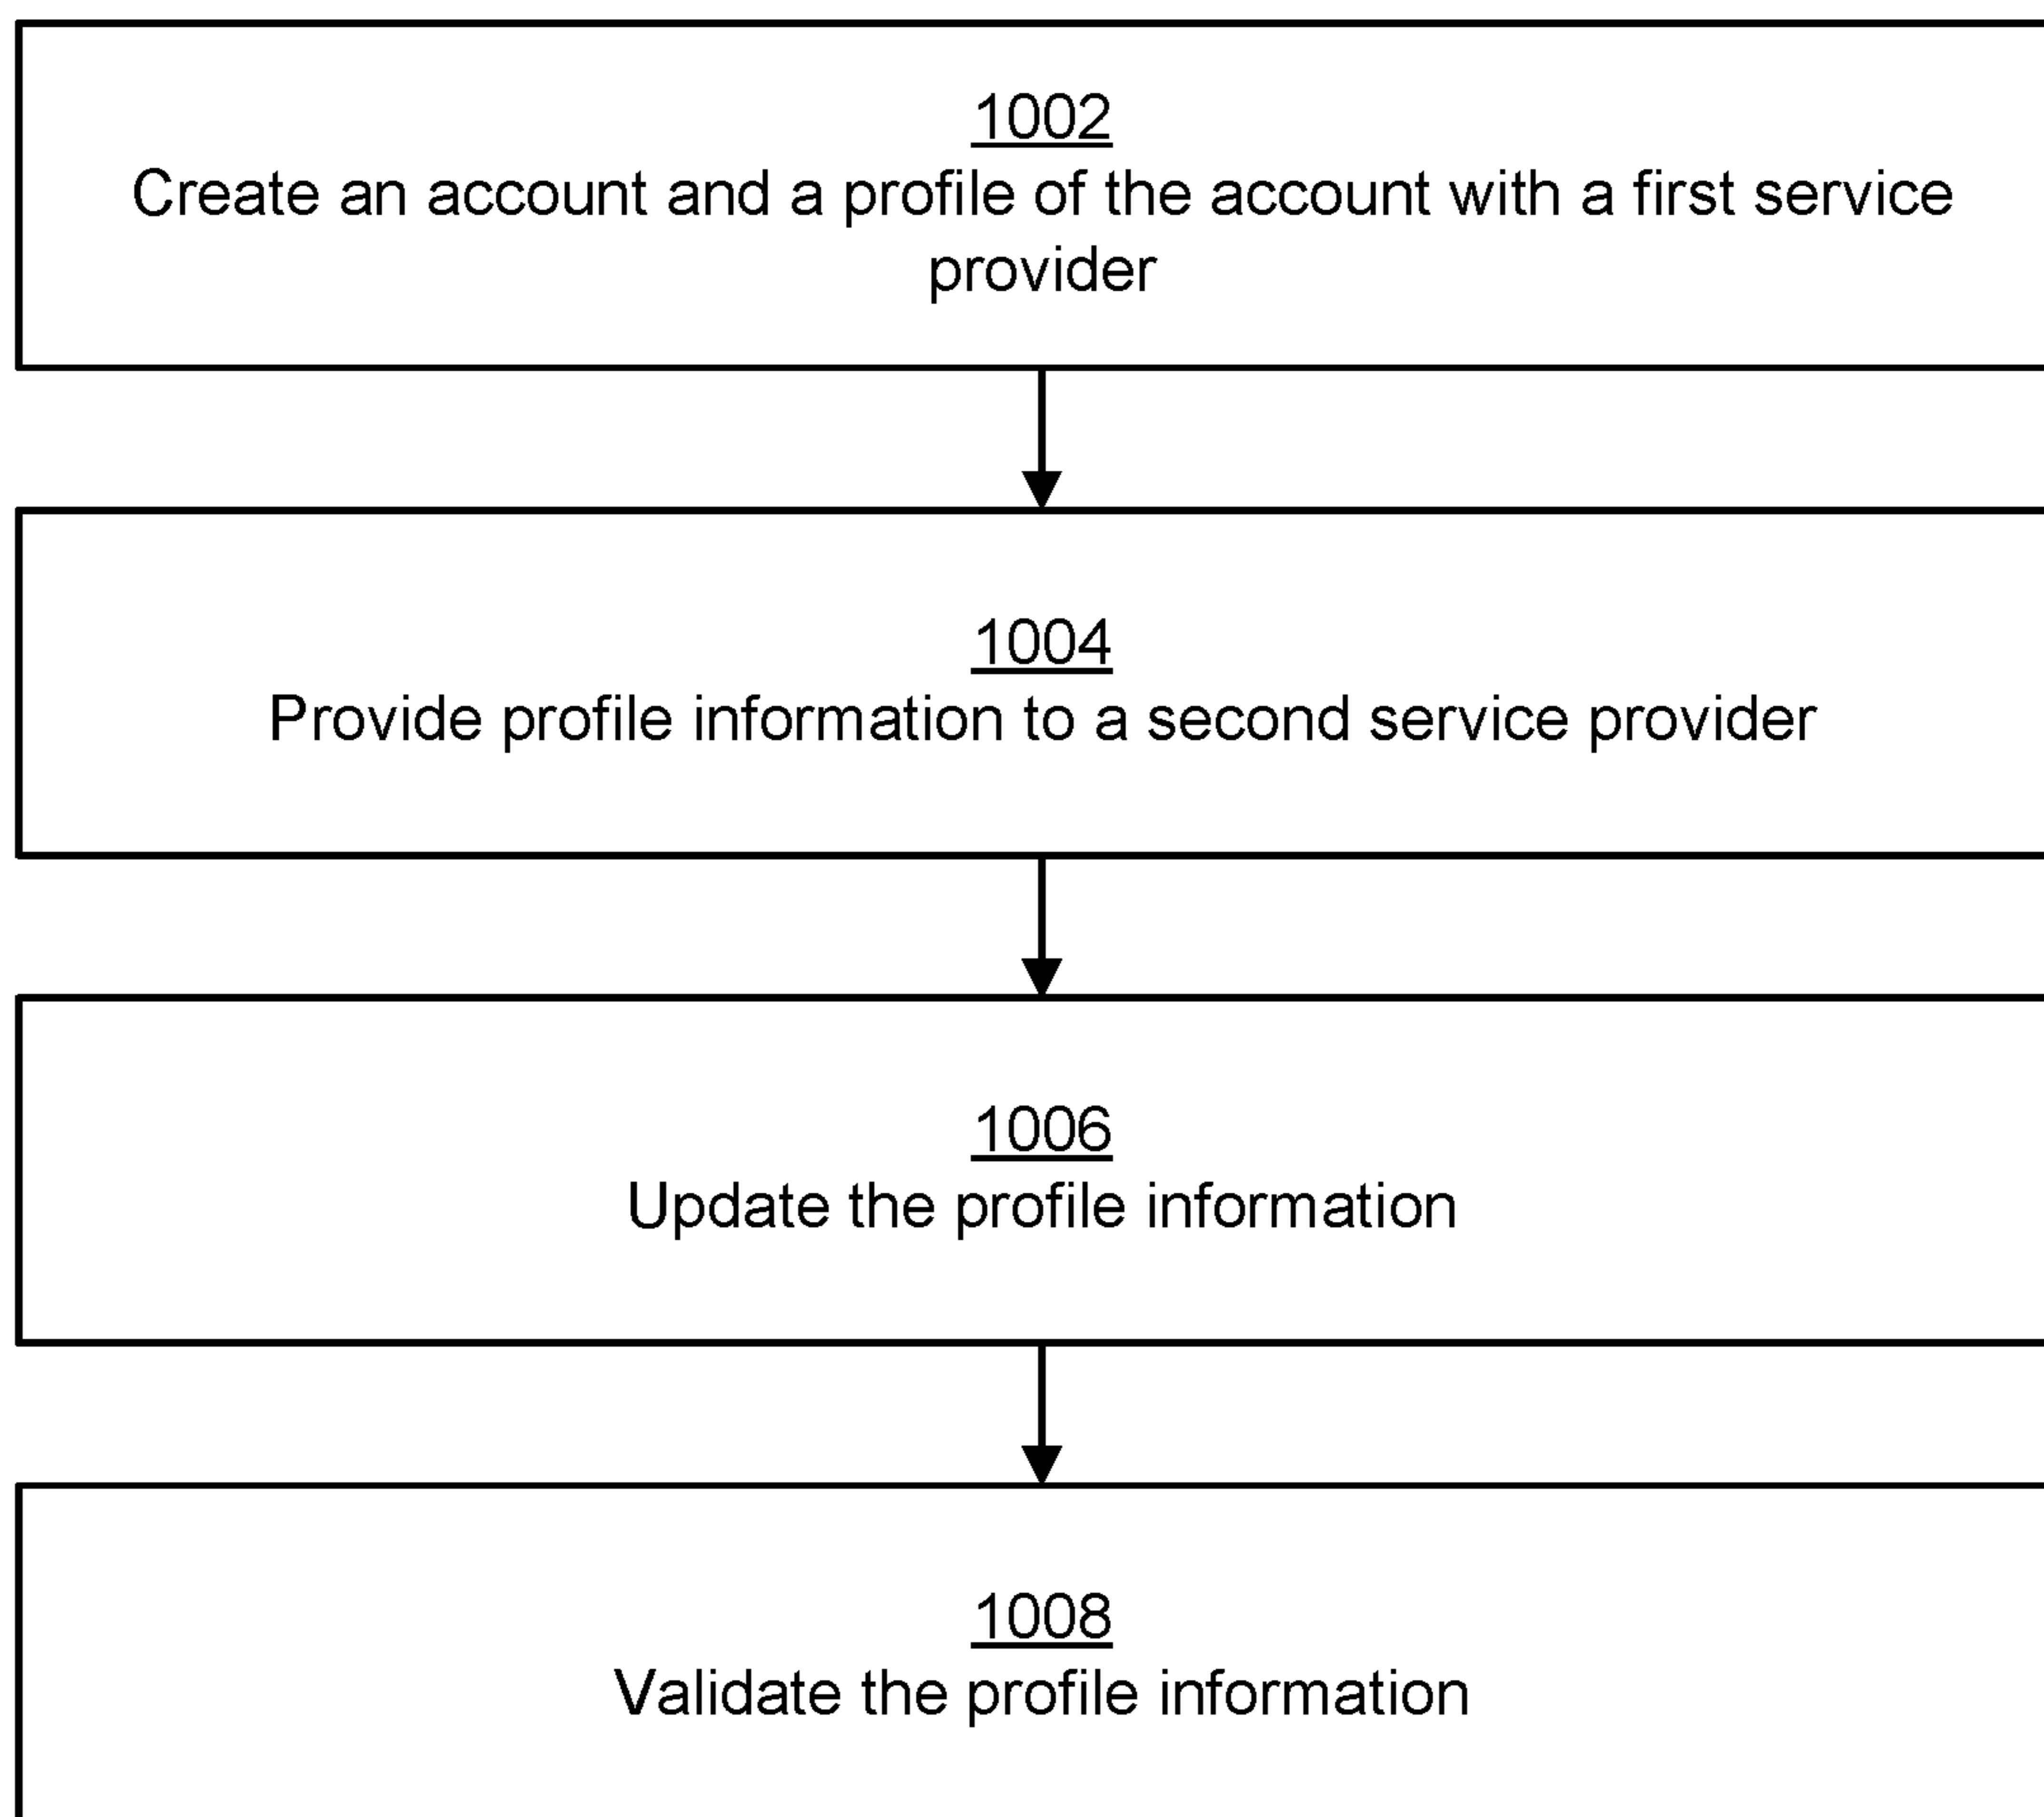 1002
Create an account and a profile of the account with a first service
provider
1004
Provide profile information to a second service provider
1006
Update the profile information
1008
Validate the profile information